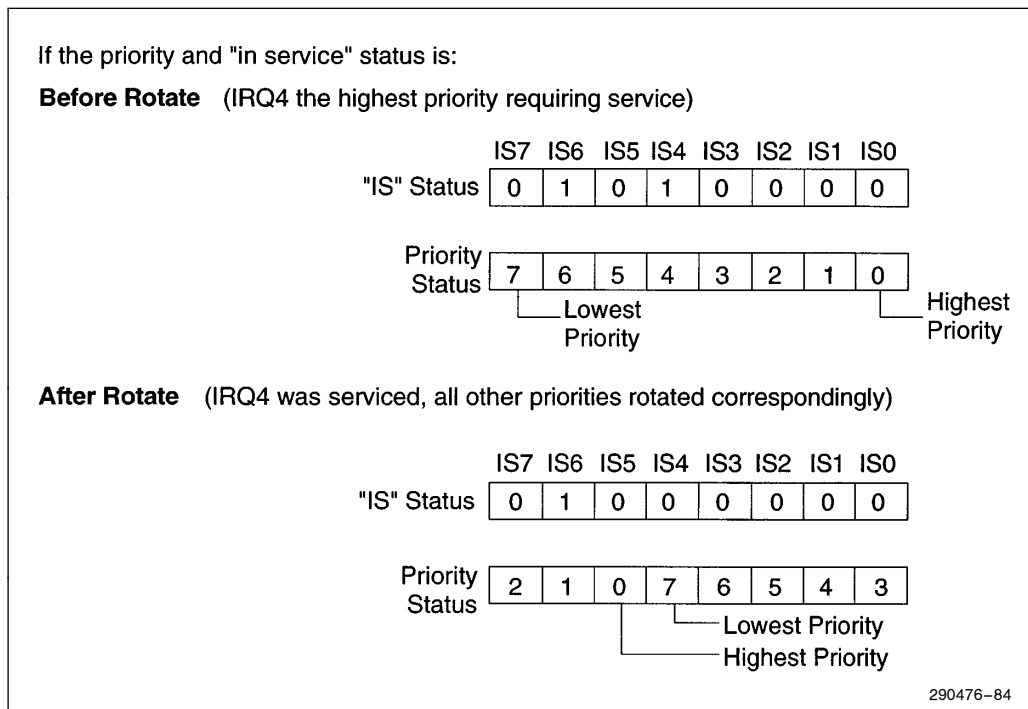 If the priority and "in service" status is:
Before Rotate (IRQ4 the highest priority requiring service)
IS7 IS6 IS5 IS4 IS3 IS2 IS1 IS0
"IS" Status 0 1 0 1 0 0 0 0
Priority
Status 7 6 5 4 3 2 1 0
Lowest
Priority
Highest
Priority
After Rotate (IRQ4 was serviced, all other priorities rotated correspondingly)
IS7 IS6 IS5 IS4 IS3 IS2 IS1 IS0
"IS" Status 0 1 0 0 0 0 0 0
Priority
Status 2 1 0 7 6 5 4 3
Lowest Priority
Highest Priority
290476–84